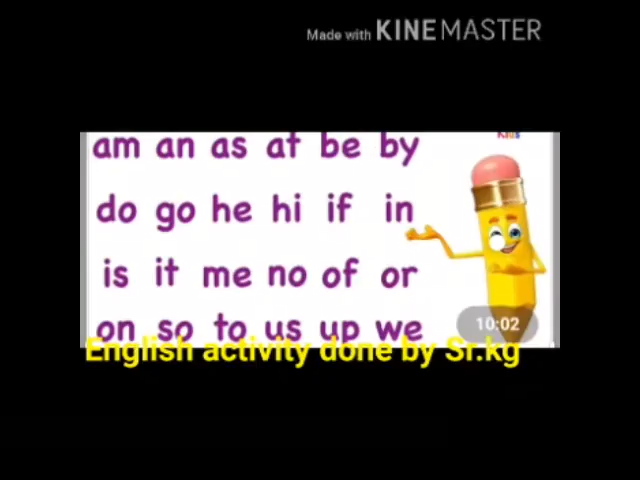 Made with KINEMASTER
Kids
am an as at be by
do go he hi if in
is it me no of or
on so to us up we
10:02
English activity done by Sr.kg